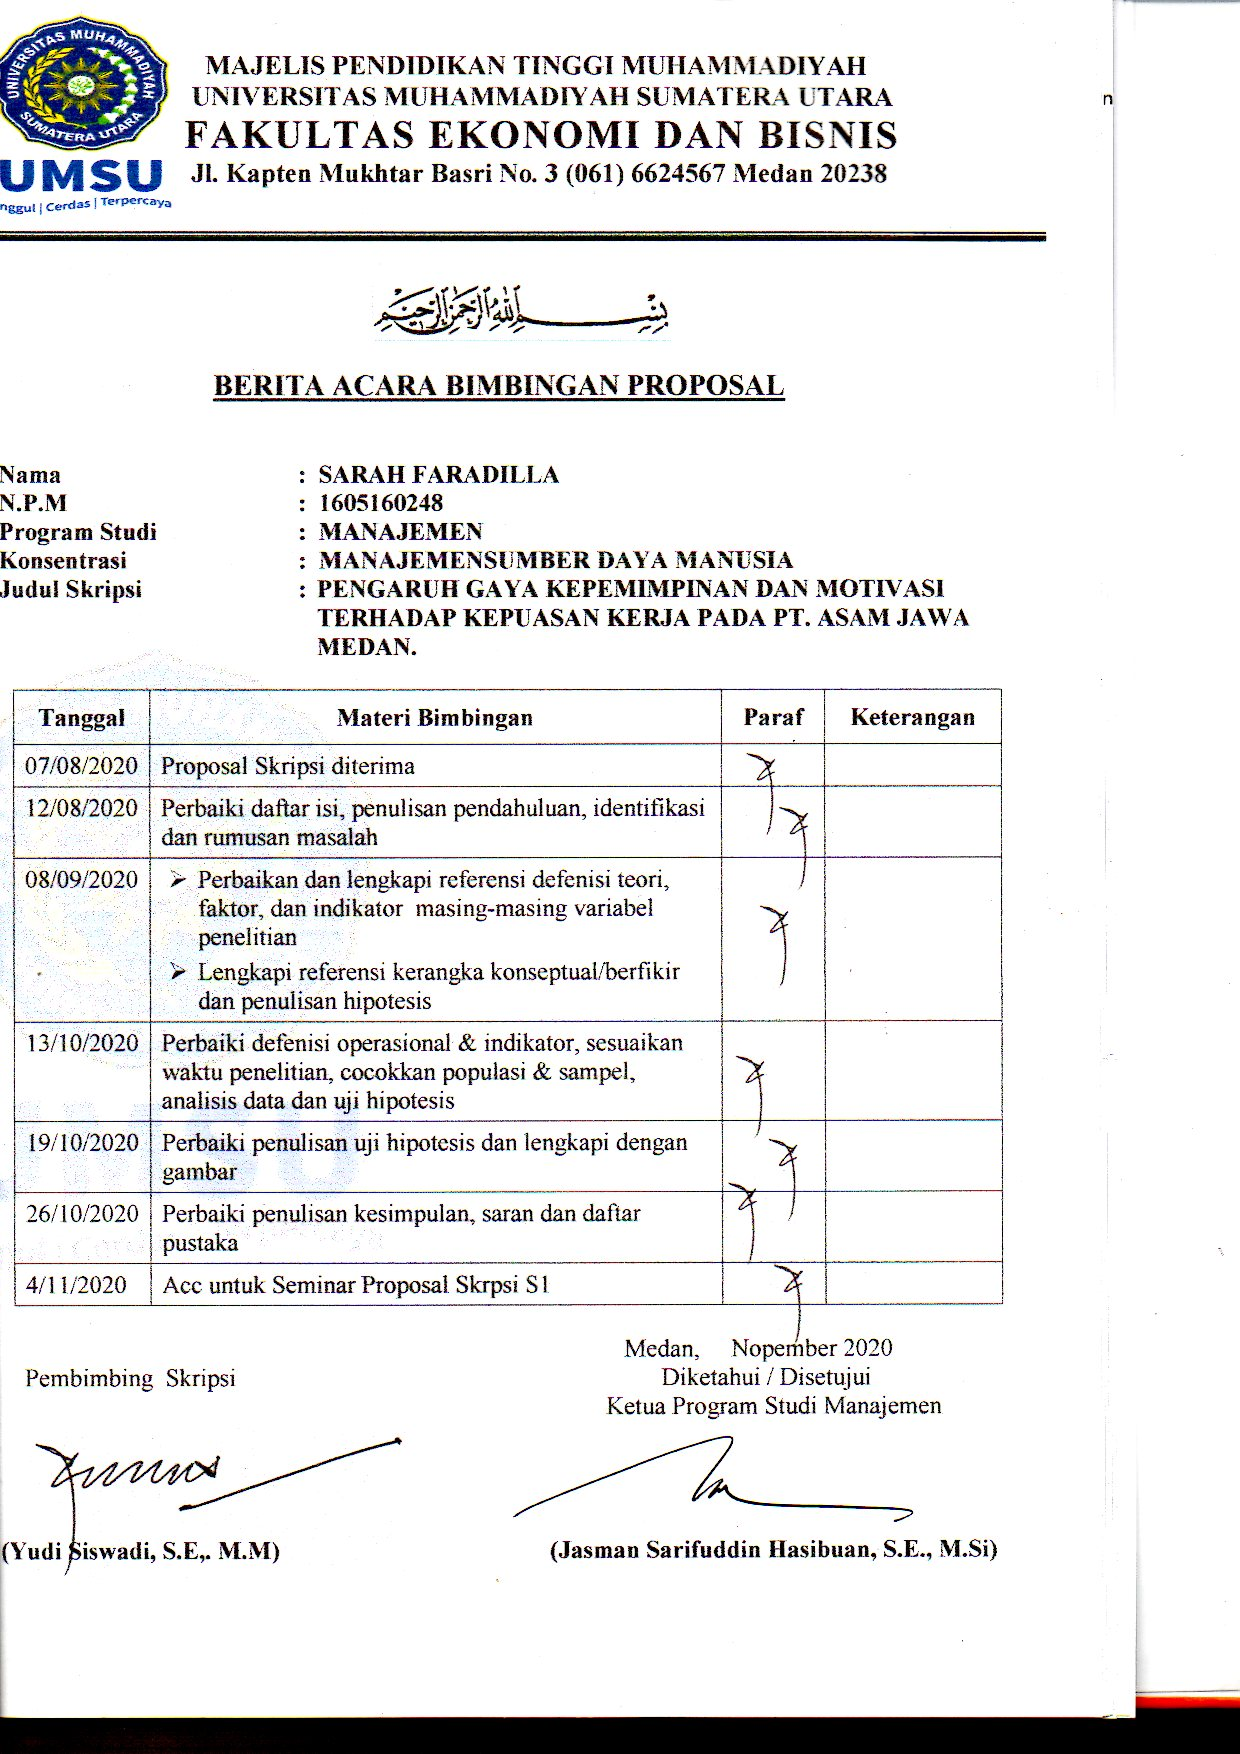 UNIVERSITAS MUHAMMADIYAH
SUMATERA UTARA
UMSU
nggul | Cerdas | Terpercaya
MAJELIS PENDIDIKAN TINGGI MUHAMMADIYAH
UNIVERSITAS MUHAMMADIYAH SUMATERA UTARA
FAKULTAS EKONOMI DAN BISNIS
Jl. Kapten Mukhtar Basri No. 3 (061) 6624567 Medan 20238
n
بِسْمِ اللهِ الرَّحْمٰنِ الرَّحِيْمِ
BERITA ACARA BIMBINGAN PROPOSAL
Nama : SARAH FARADILLA
N.P.M : 1605160248
Program Studi : MANAJEMEN
Konsentrasi : MANAJEMENSUMBER DAYA MANUSIA
Judul Skripsi : PENGARUH GAYA KEPEMIMPINAN DAN MOTIVASI
TERHADAP KEPUASAN KERJA PADA PT. ASAM JAWA
MEDAN.
Tanggal Materi Bimbingan Paraf Keterangan
07/08/2020 Proposal Skripsi diterima
12/08/2020 Perbaiki daftar isi, penulisan pendahuluan, identifikasi
dan rumusan masalah
08/09/2020 ➢ Perbaikan dan lengkapi referensi defenisi teori,
faktor, dan indikator masing-masing variabel
penelitian
➢ Lengkapi referensi kerangka konseptual/berfikir
dan penulisan hipotesis
13/10/2020 Perbaiki defenisi operasional & indikator, sesuaikan
waktu penelitian, cocokkan populasi & sampel,
analisis data dan uji hipotesis
19/10/2020 Perbaiki penulisan uji hipotesis dan lengkapi dengan
gambar
26/10/2020 Perbaiki penulisan kesimpulan, saran dan daftar
pustaka
4/11/2020 Acc untuk Seminar Proposal Skrpsi S1
Medan, Nopember 2020
Pembimbing Skripsi Diketahui / Disetujui
Ketua Program Studi Manajemen
(Yudi Siswadi, S.E,. M.M) (Jasman Sarifuddin Hasibuan, S.E., M.Si)